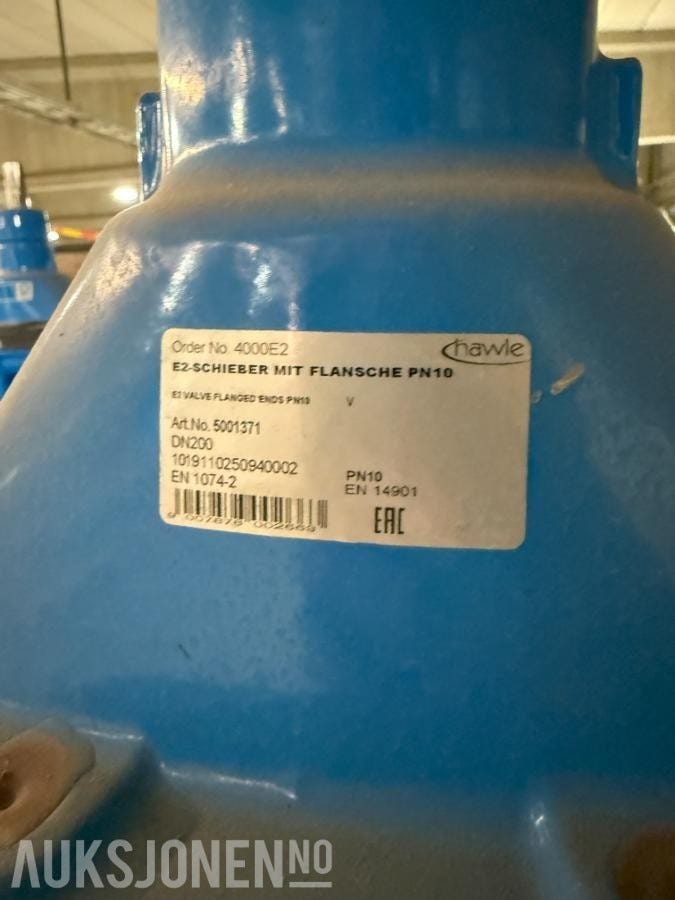 Order No. 4000E2
hawle
E2-SCHIEBER MIT FLANSCHE PN10
E2 VALVE FLANGED ENDS PN10 V
Art.No. 5001371
DN200
1019110250940002
PN10
EN 1074-2
EN 14901
EAC
AUKSJONEN NO